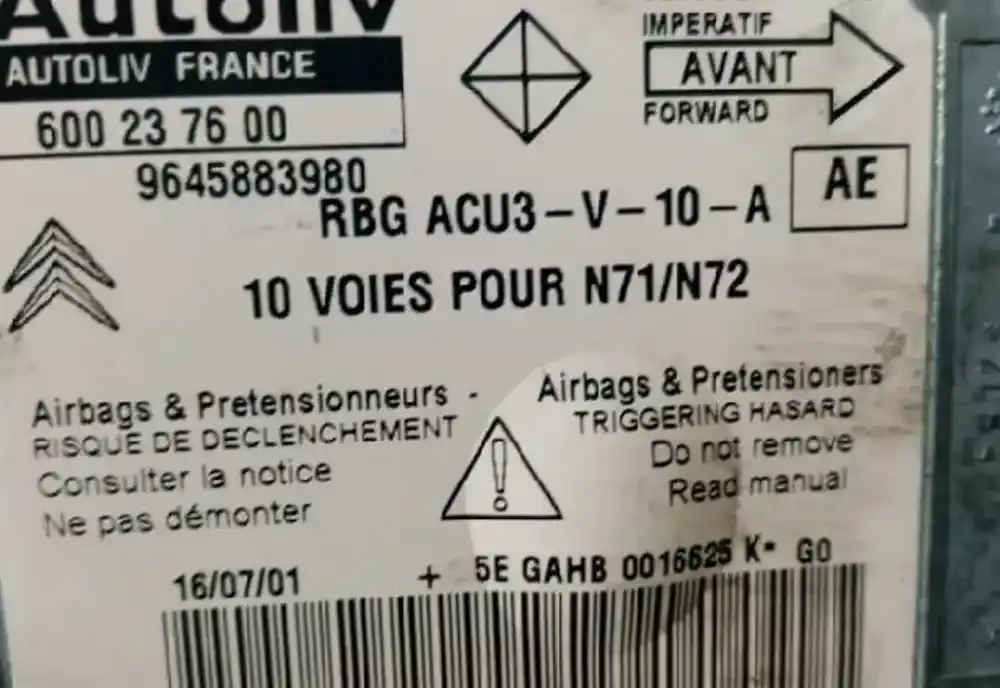 Autoliv
AUTOLIV FRANCE
600 23 76 00
9645883980
IMPERATIF
AVANT
FORWARD
RBG ACU3-V-10-A
AE
10 VOIES POUR N71/N72
Airbags & Pretensionneurs -
RISQUE DE DECLENCHEMENT
Consulter la notice
Ne pas démonter
Airbags & Pretensioners
TRIGGERING HASARD
Do not remove
Read manual
16/07/01
+ 5E GAHB 0016625 K- G0